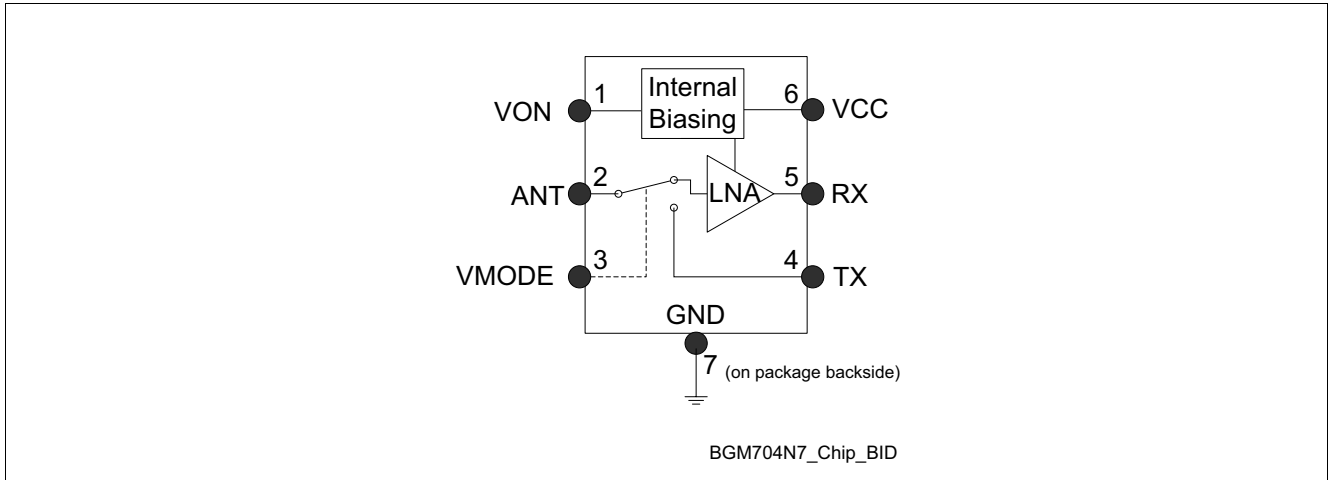 Internal
Biasing
1
6
VON
VCC
2
5
ANT
LNA
RX
3
4
VMODE
TX
GND
7 (on package backside)
BGM704N7_Chip_BID